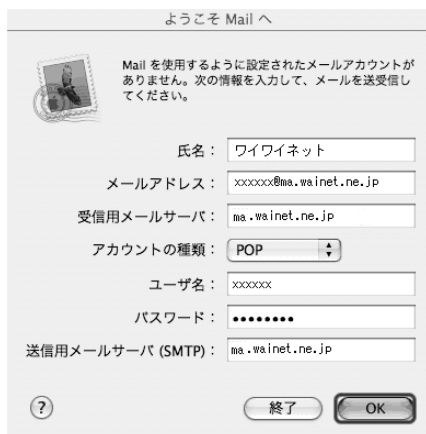 ようこそ Mail へ
Mail を使用するように設定されたメールアカウントが
ありません。次の情報を入力して、メールを送受信し
てください。
氏名： ワイワイネット
メールアドレス： xxxxxx@ma.wainet.ne.jp
受信用メールサーバ： ma.wainet.ne.jp
アカウントの種類： POP
ユーザ名： xxxxxx
パスワード： ••••••••
送信用メールサーバ (SMTP)： ma.wainet.ne.jp
? 終了 OK